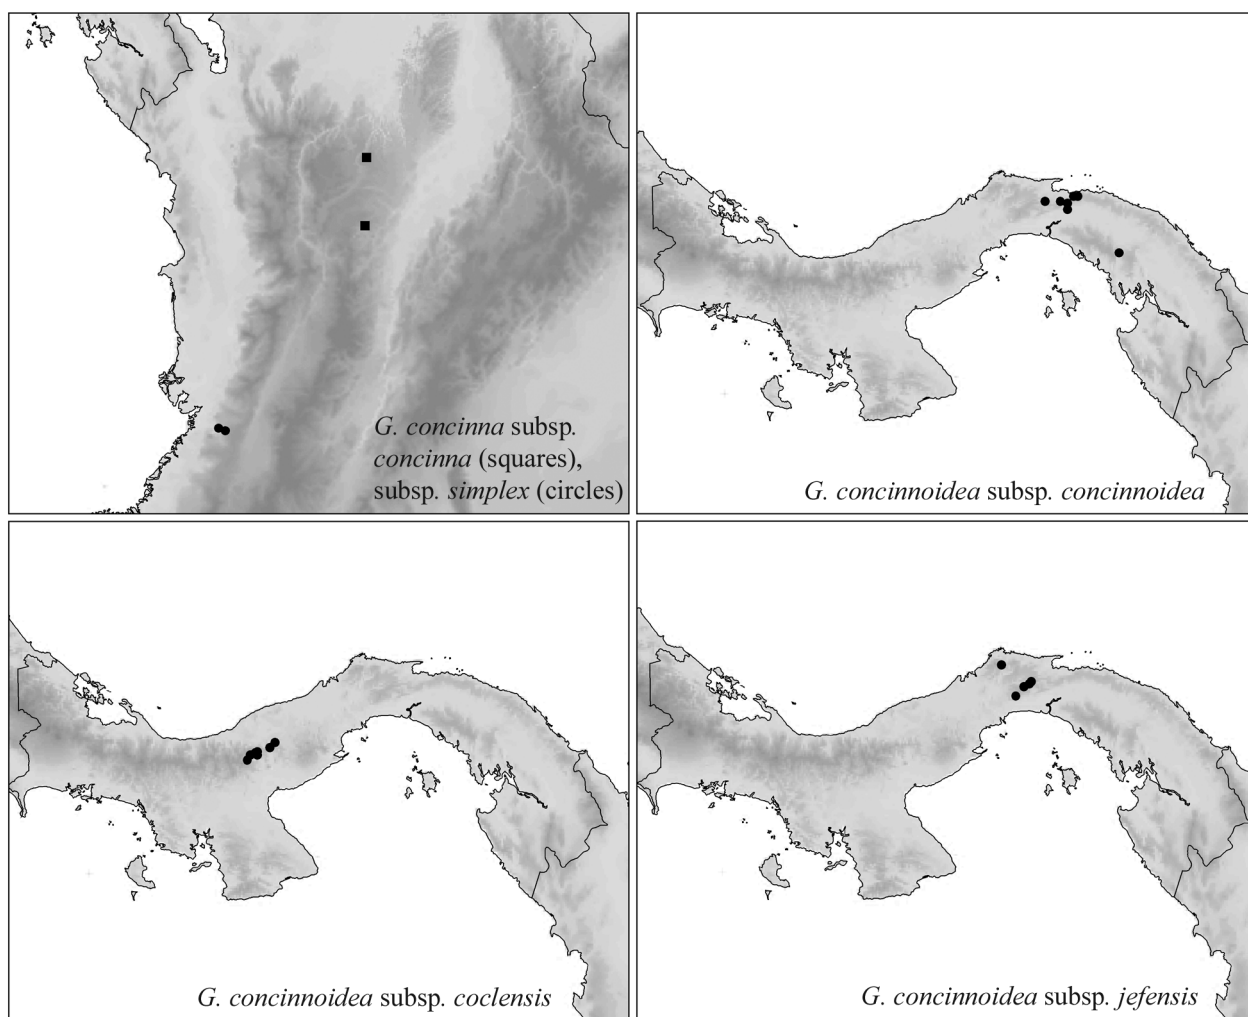 G. concinna subsp.
concinna (squares),
subsp. simplex (circles)
G. concinnoidea subsp. concinnoidea
G. concinnoidea subsp. coclensis
G. concinnoidea subsp. jefensis